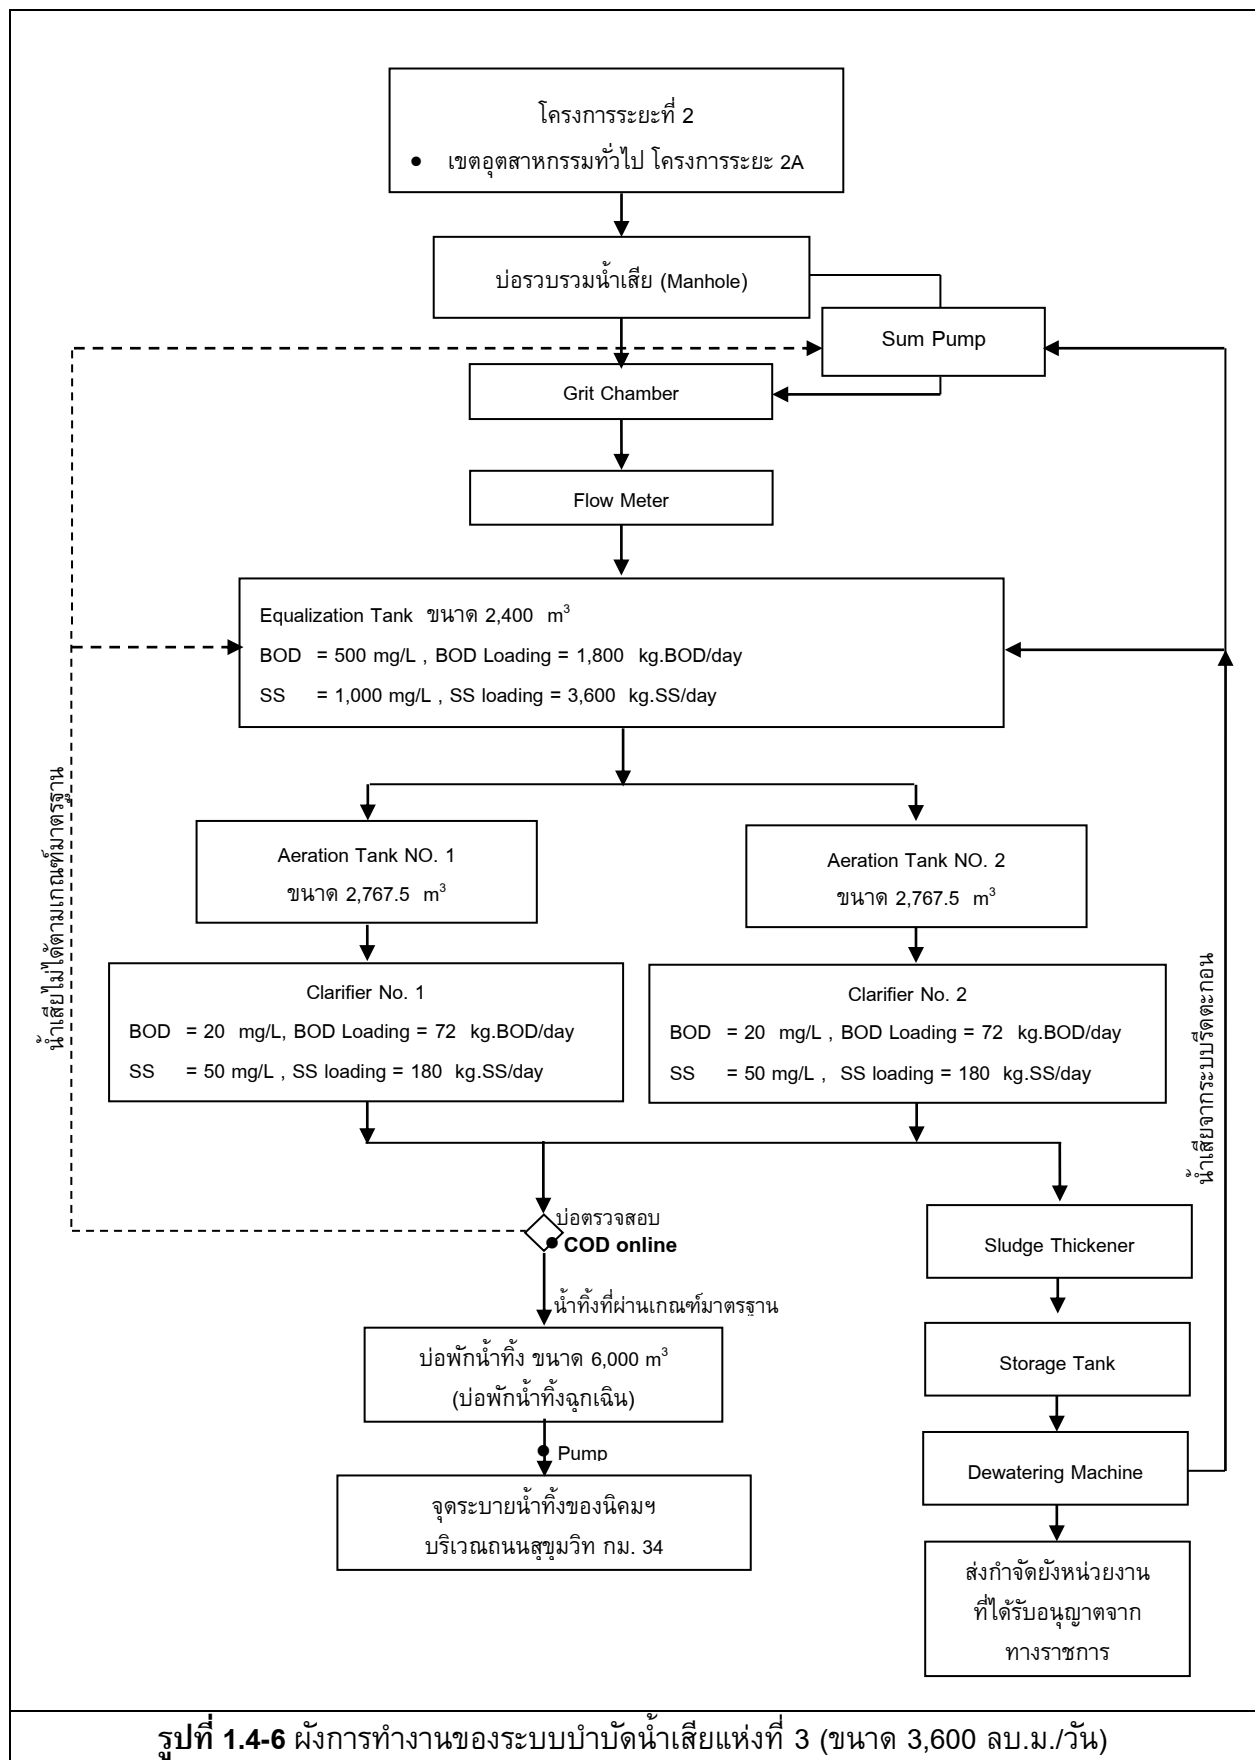 โครงการระยะที่ 2
• เขตอุตสาหกรรมทั่วไป โครงการระยะ 2A
บ่อรวบรวมน้ำเสีย (Manhole)
Sum Pump
Grit Chamber
Flow Meter
Equalization Tank ขนาด 2,400 m³
BOD = 500 mg/L , BOD Loading = 1,800 kg.BOD/day
SS = 1,000 mg/L , SS loading = 3,600 kg.SS/day
น้ำเสียไม่ได้ตามเกณฑ์มาตรฐาน
Aeration Tank NO. 1
ขนาด 2,767.5 m³
Aeration Tank NO. 2
ขนาด 2,767.5 m³
Clarifier No. 1
BOD = 20 mg/L, BOD Loading = 72 kg.BOD/day
SS = 50 mg/L , SS loading = 180 kg.SS/day
Clarifier No. 2
BOD = 20 mg/L , BOD Loading = 72 kg.BOD/day
SS = 50 mg/L , SS loading = 180 kg.SS/day
น้ำเสียจากระบบรีดตะกอน
บ่อตรวจสอบ
COD online
น้ำทิ้งที่ผ่านเกณฑ์มาตรฐาน
บ่อพักน้ำทิ้ง ขนาด 6,000 m³
(บ่อพักน้ำทิ้งฉุกเฉิน)
Pump
จุดระบายน้ำทิ้งของนิคมฯ
บริเวณถนนสุขุมวิท กม. 34
Sludge Thickener
Storage Tank
Dewatering Machine
ส่งกำจัดยังหน่วยงาน
ที่ได้รับอนุญาตจาก
ทางราชการ
รูปที่ 1.4-6 ผังการทำงานของระบบบำบัดน้ำเสียแห่งที่ 3 (ขนาด 3,600 ลบ.ม./วัน)